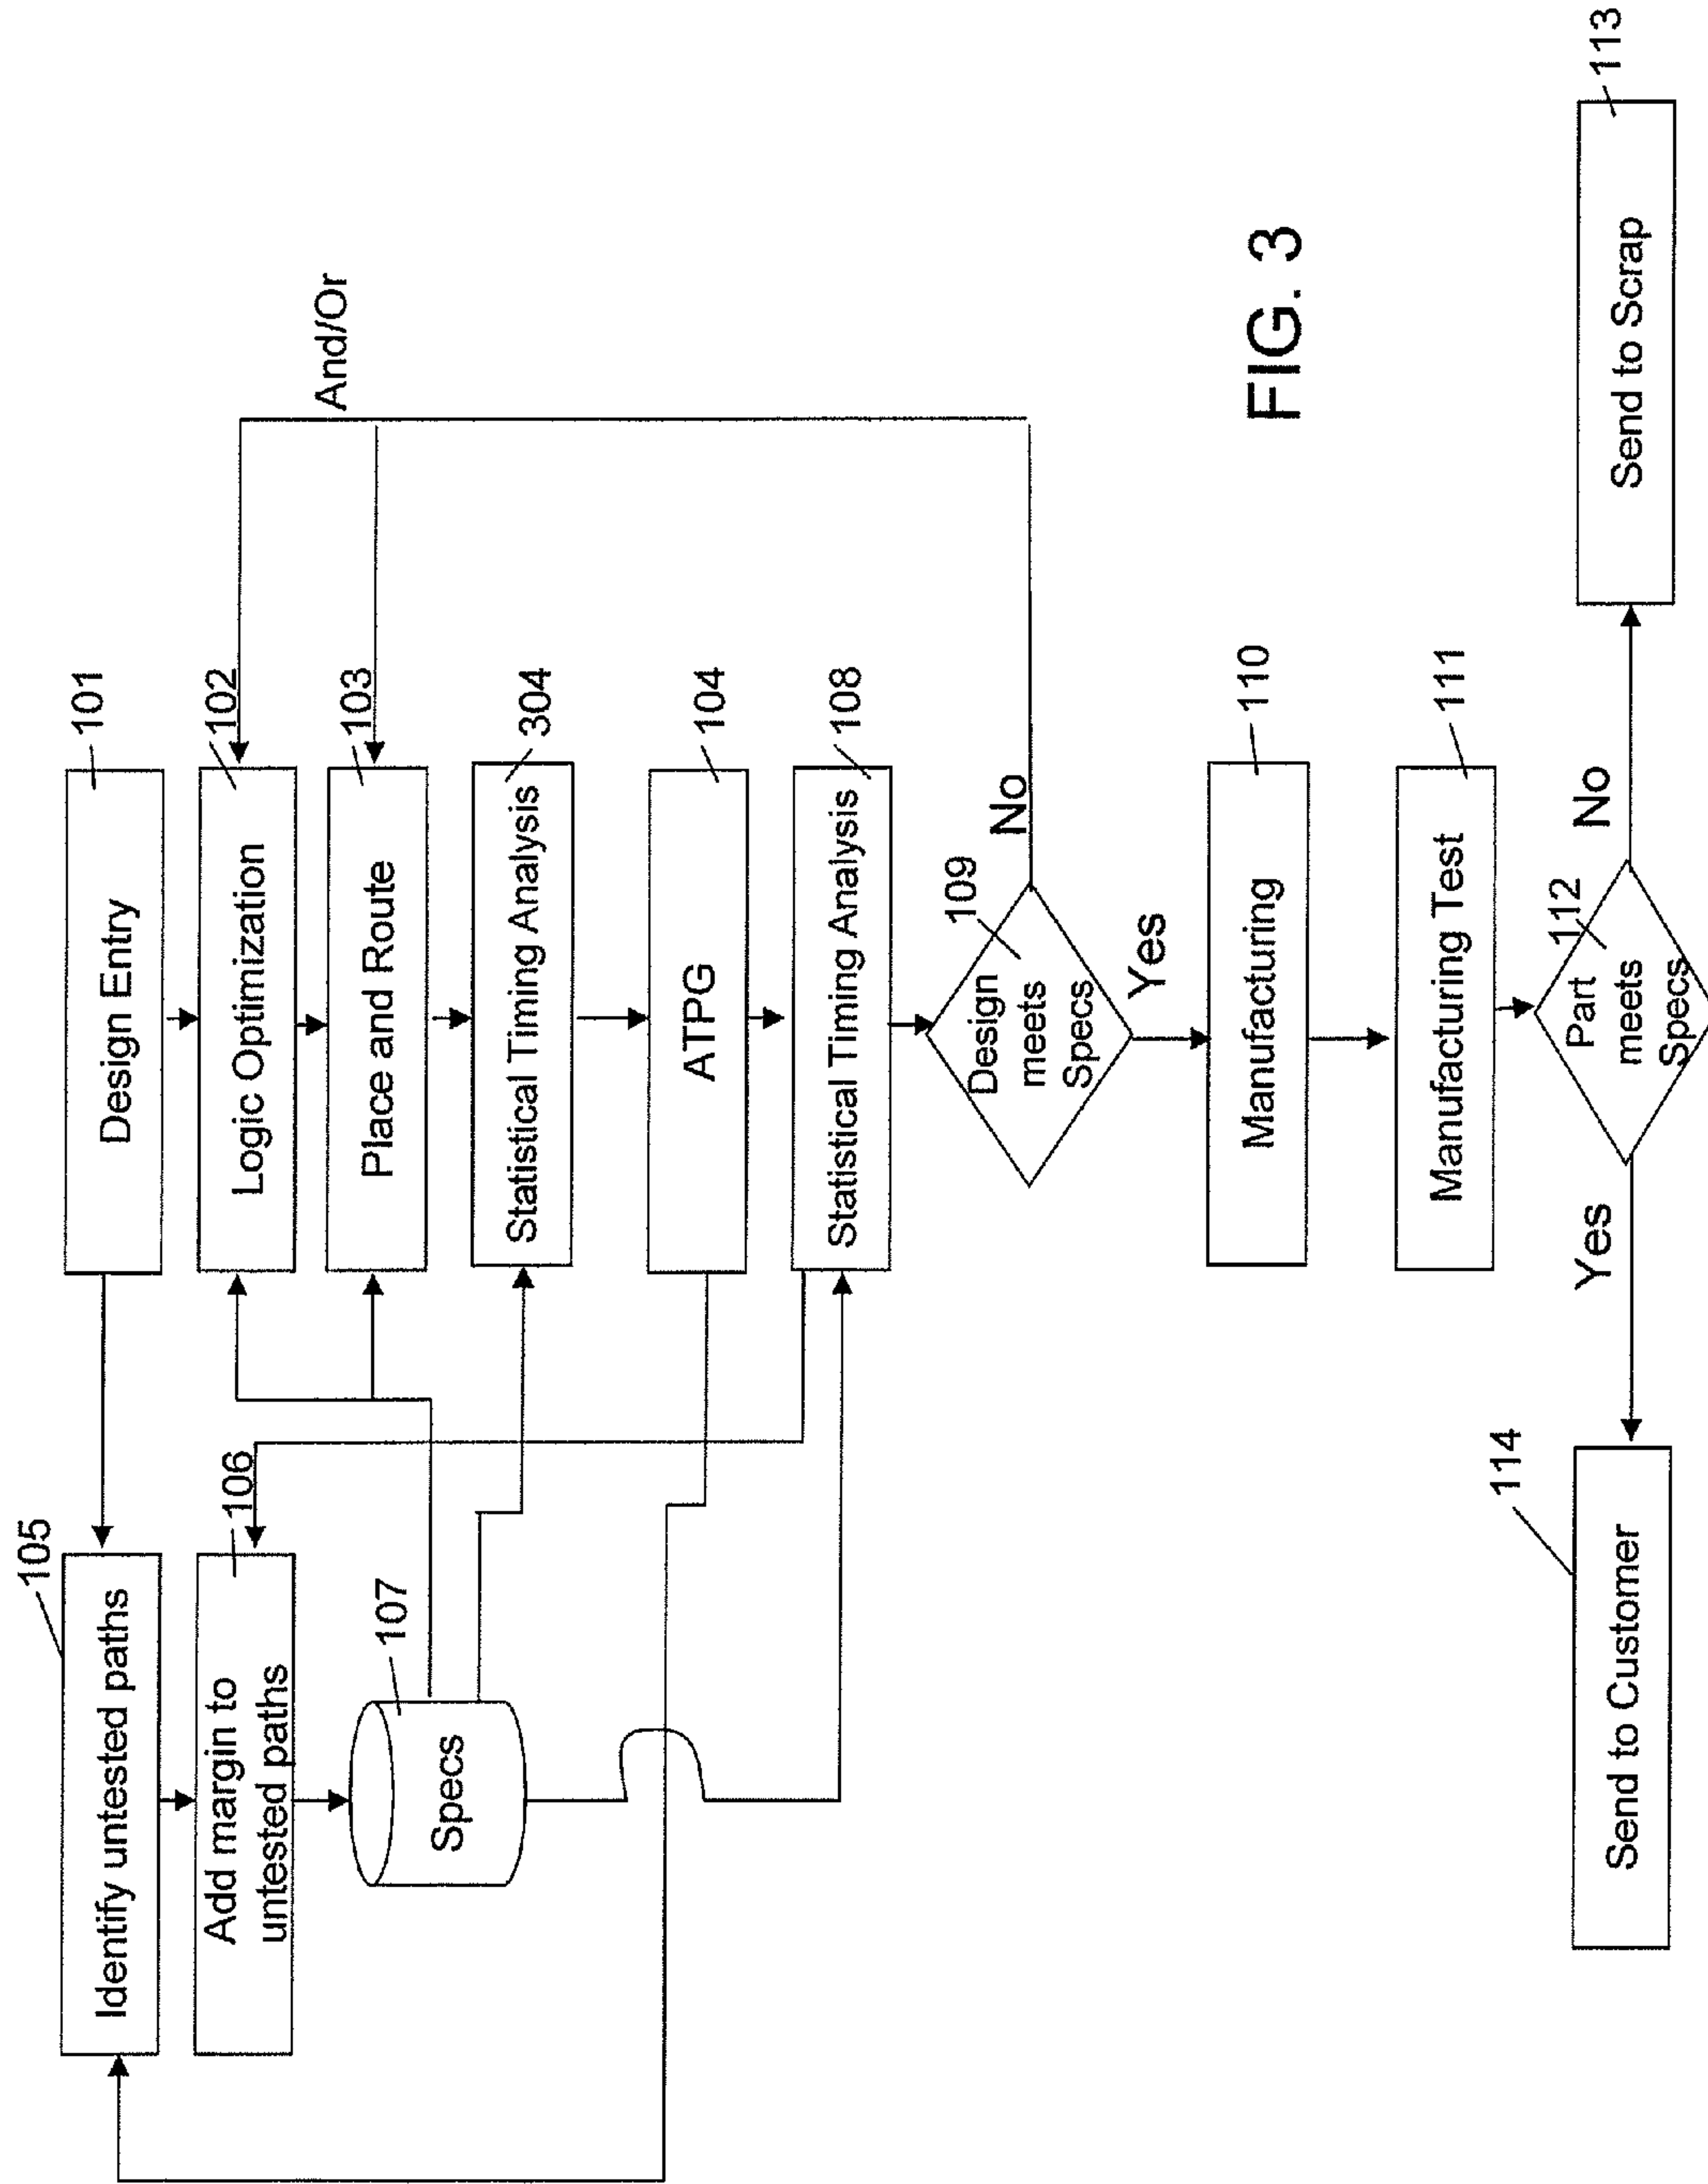 101
Design Entry
105
Identify untested paths
102
Logic Optimization
106
Add margin to
untested paths
And/Or
103
Place and Route
107
Specs
304
Statistical Timing Analysis
104
ATPG
108
Statistical Timing Analysis
109
Design
meets
Specs
No
Yes
110
Manufacturing
FIG. 3
111
Manufacturing Test
112
Part
meets
Specs
No
Yes
113
Send to Scrap
114
Send to Customer